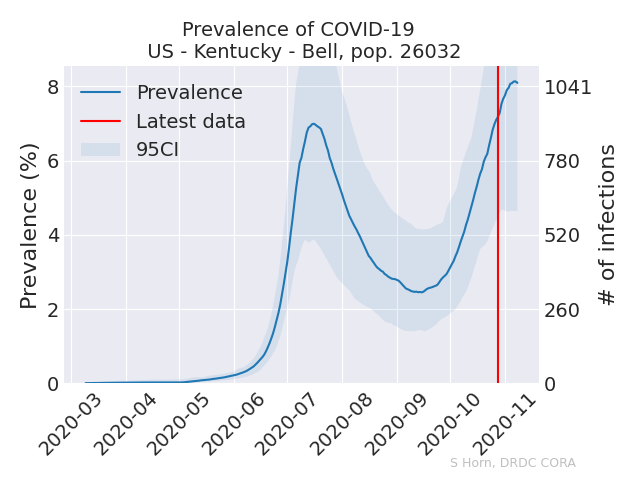 Prevalence of COVID-19
US - Kentucky - Bell, pop. 26032
Prevalence
Latest data
95CI
Prevalence (%)
8
6
4
2
0
1041
780
520
260
0
# of infections
2020-03
2020-04
2020-05
2020-06
2020-07
2020-08
2020-09
2020-10
2020-11
S Horn, DRDC CORA